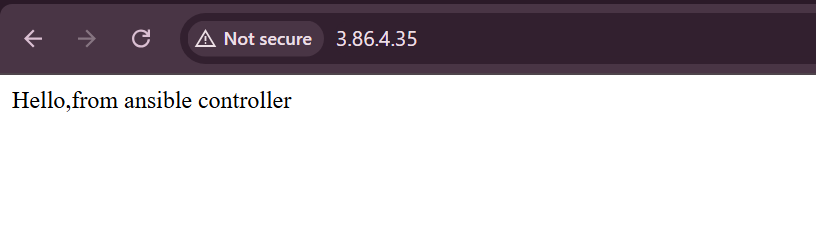 Not secure 3.86.4.35
Hello,from ansible controller